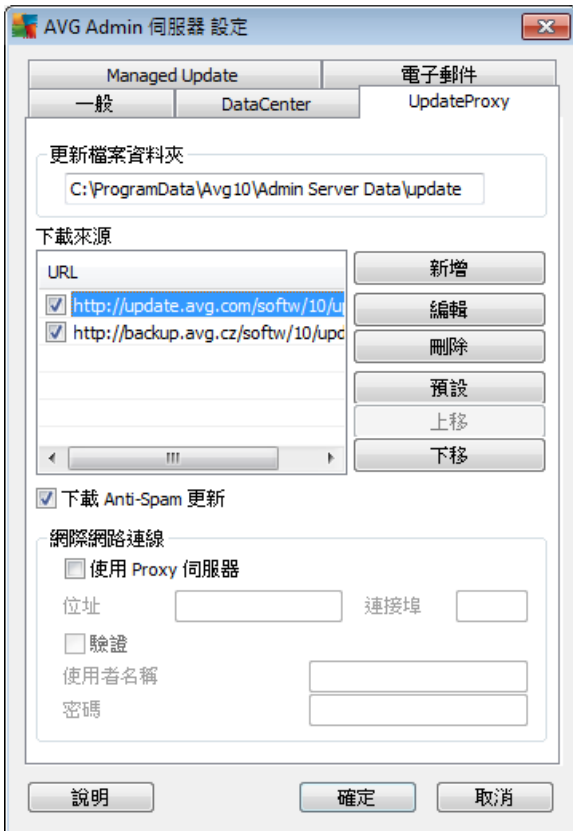 AVG Admin 伺服器 設定
Managed Update 電子郵件
一般 DataCenter UpdateProxy
更新檔案資料夾
C:\ProgramData\Avg10\Admin Server Data\update
下載來源
URL
http://update.avg.com/softw/10/u
http://backup.avg.cz/softw/10/upd
新增
編輯
刪除
預設
上移
下移
下載 Anti-Spam 更新
網際網路連線
使用 Proxy 伺服器
位址 連接埠
驗證
使用者名稱
密碼
說明 確定 取消